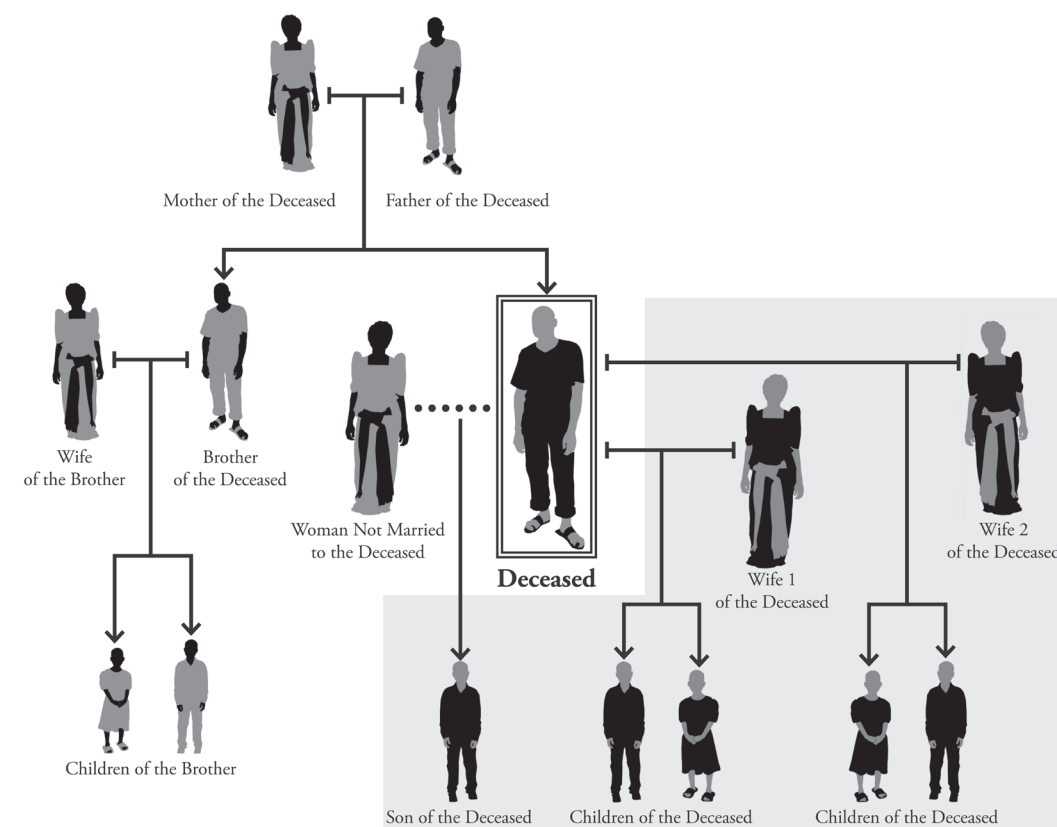 Mother of the Deceased
Father of the Deceased
Wife
of the Brother
Brother
of the Deceased
Woman Not Married
to the Deceased
Deceased
Wife 1
of the Deceased
Wife 2
of the Deceased
Children of the Brother
Son of the Deceased
Children of the Deceased
Children of the Deceased